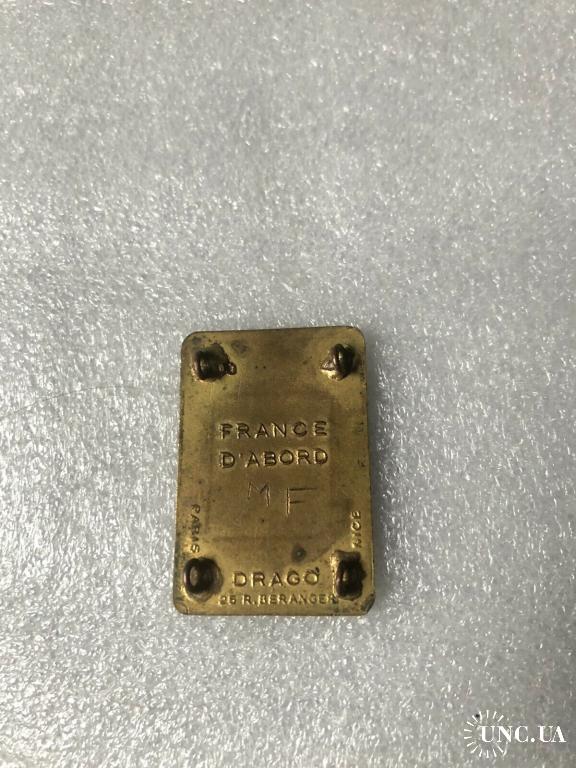 FRANCE
D'ABORD
MF
PARIS
NICE
DRAGO
25 R. BERANGER
UNC.UA